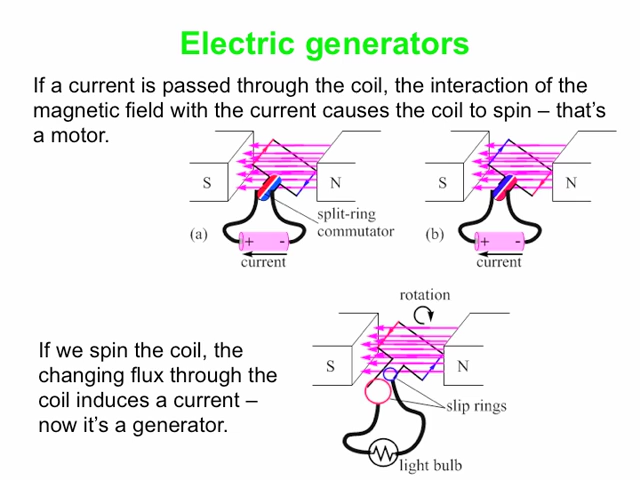 Electric generators
If a current is passed through the coil, the interaction of the
magnetic field with the current causes the coil to spin – that’s
a motor.
S
N
split-ring
commutator
(a)
+ -
current
S
N
(b)
+ -
current
rotation
If we spin the coil, the
changing flux through the
coil induces a current –
now it’s a generator.
S
N
slip rings
light bulb